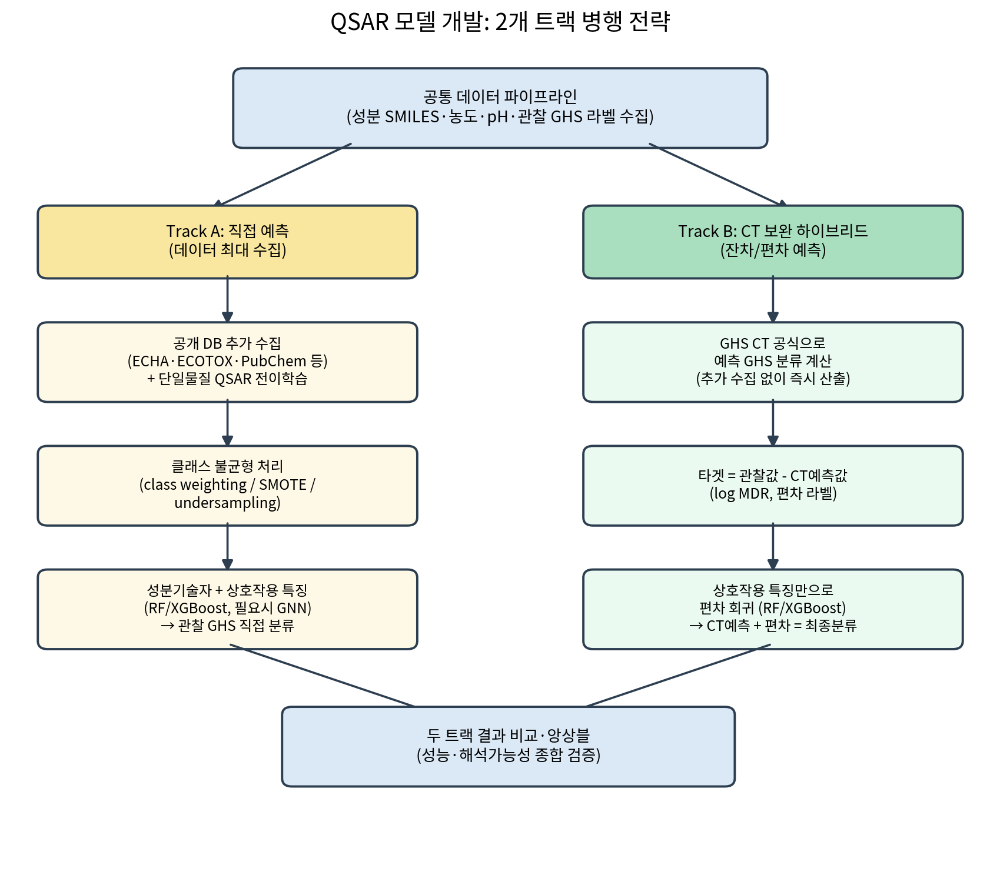 QSAR 모델 개발: 2개 트랙 병행 전략
공통 데이터 파이프라인
(성분 SMILES·농도·pH·관찰 GHS 라벨 수집)
Track A: 직접 예측
(데이터 최대 수집)
Track B: CT 보완 하이브리드
(잔차/편차 예측)
공개 DB 추가 수집
(ECHA·ECOTOX·PubChem 등)
+ 단일물질 QSAR 전이학습
GHS CT 공식으로
예측 GHS 분류 계산
(추가 수집 없이 즉시 산출)
클래스 불균형 처리
(class weighting / SMOTE /
undersampling)
타겟 = 관찰값 - CT예측값
(log MDR, 편차 라벨)
성분기술자 + 상호작용 특징
(RF/XGBoost, 필요시 GNN)
→ 관찰 GHS 직접 분류
상호작용 특징만으로
편차 회귀 (RF/XGBoost)
→ CT예측 + 편차 = 최종분류
두 트랙 결과 비교·앙상블
(성능·해석가능성 종합 검증)